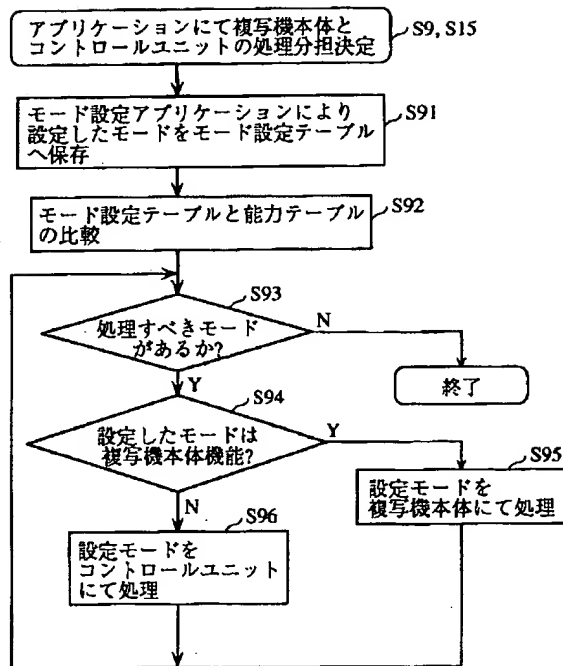 アプリケーションにて複写機本体と
コントロールユニットの処理分担決定
S9, S15
モード設定アプリケーションにより
設定したモードをモード設定テーブル
へ保存
S91
モード設定テーブルと能力テーブル
の比較
S92
S93
処理すべきモード
があるか?
N
終了
Y
S94
設定したモードは
複写機本体機能?
Y
S95
設定モードを
複写機本体にて処理
N
S96
設定モードを
コントロールユニット
にて処理